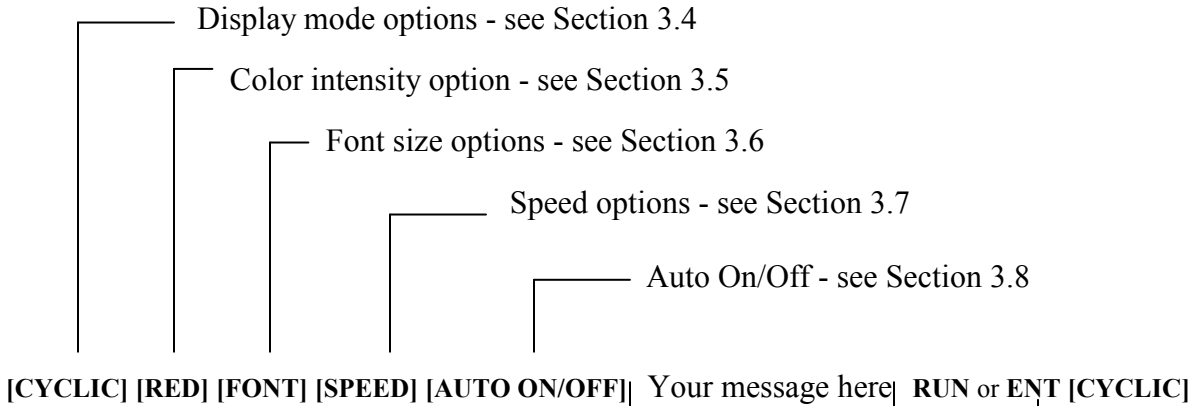 Display mode options - see Section 3.4
Color intensity option - see Section 3.5
Font size options - see Section 3.6
Speed options - see Section 3.7
Auto On/Off - see Section 3.8
[CYCLIC] [RED] [FONT] [SPEED] [AUTO ON/OFF] Your message here RUN or ENT [CYCLIC]